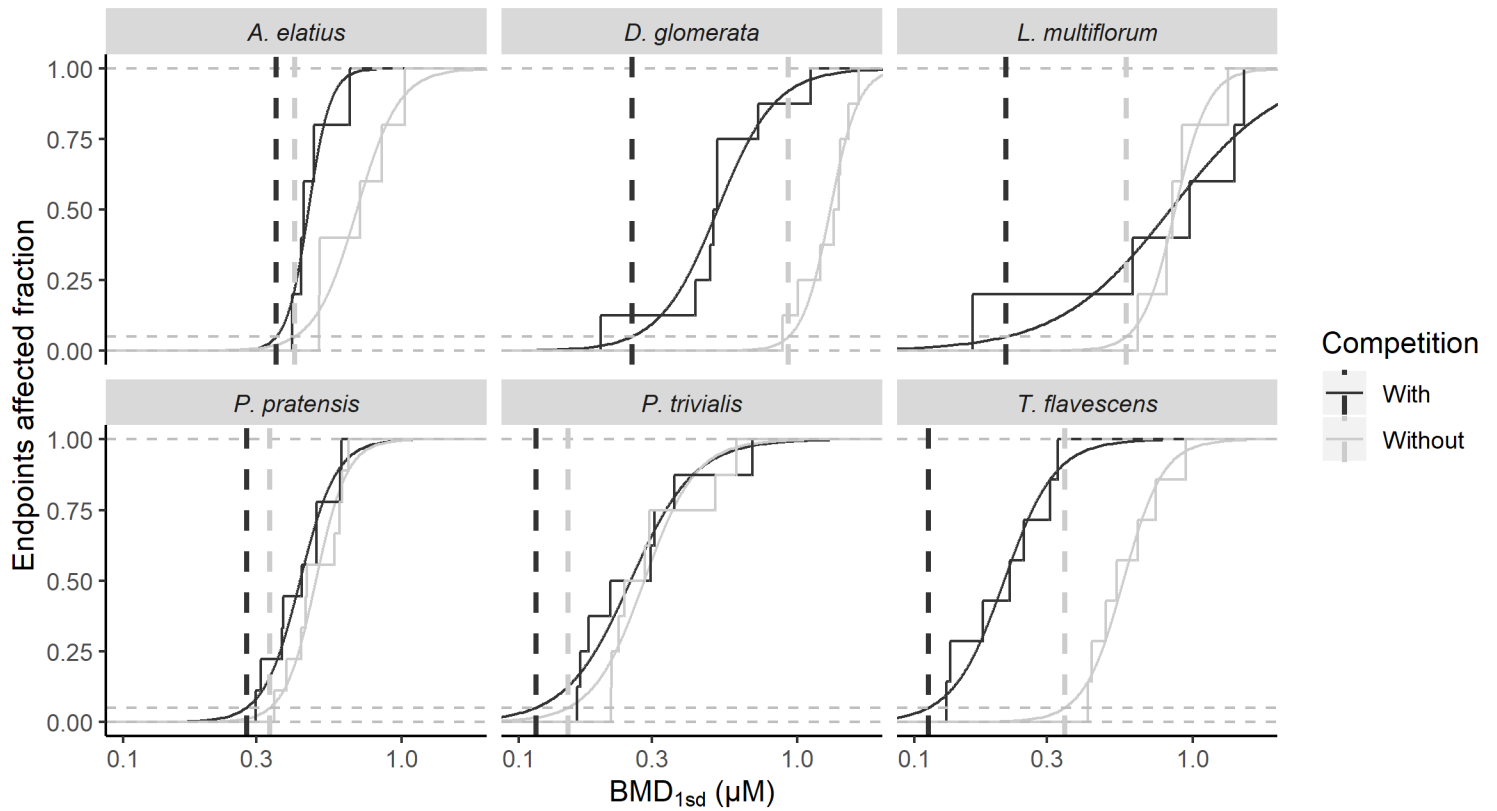 A. elatius
D. glomerata
L. multiflorum
1.00
0.75
0.50
0.25
0.00
P. pratensis
P. trivialis
T. flavescens
1.00
0.75
0.50
0.25
0.00
0.1 0.3 1.0
0.1 0.3 1.0
0.1 0.3 1.0
Endpoints affected fraction
BMD1sd (μM)
Competition
With
Without